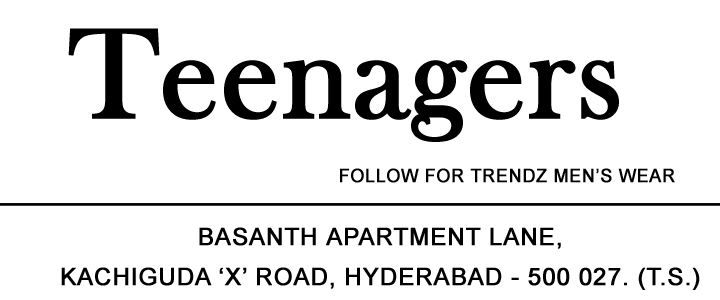 Teenagers
FOLLOW FOR TRENDZ MEN'S WEAR
BASANTH APARTMENT LANE,
KACHIGUDA ‘X’ ROAD, HYDERABAD - 500 027. (T.S.)